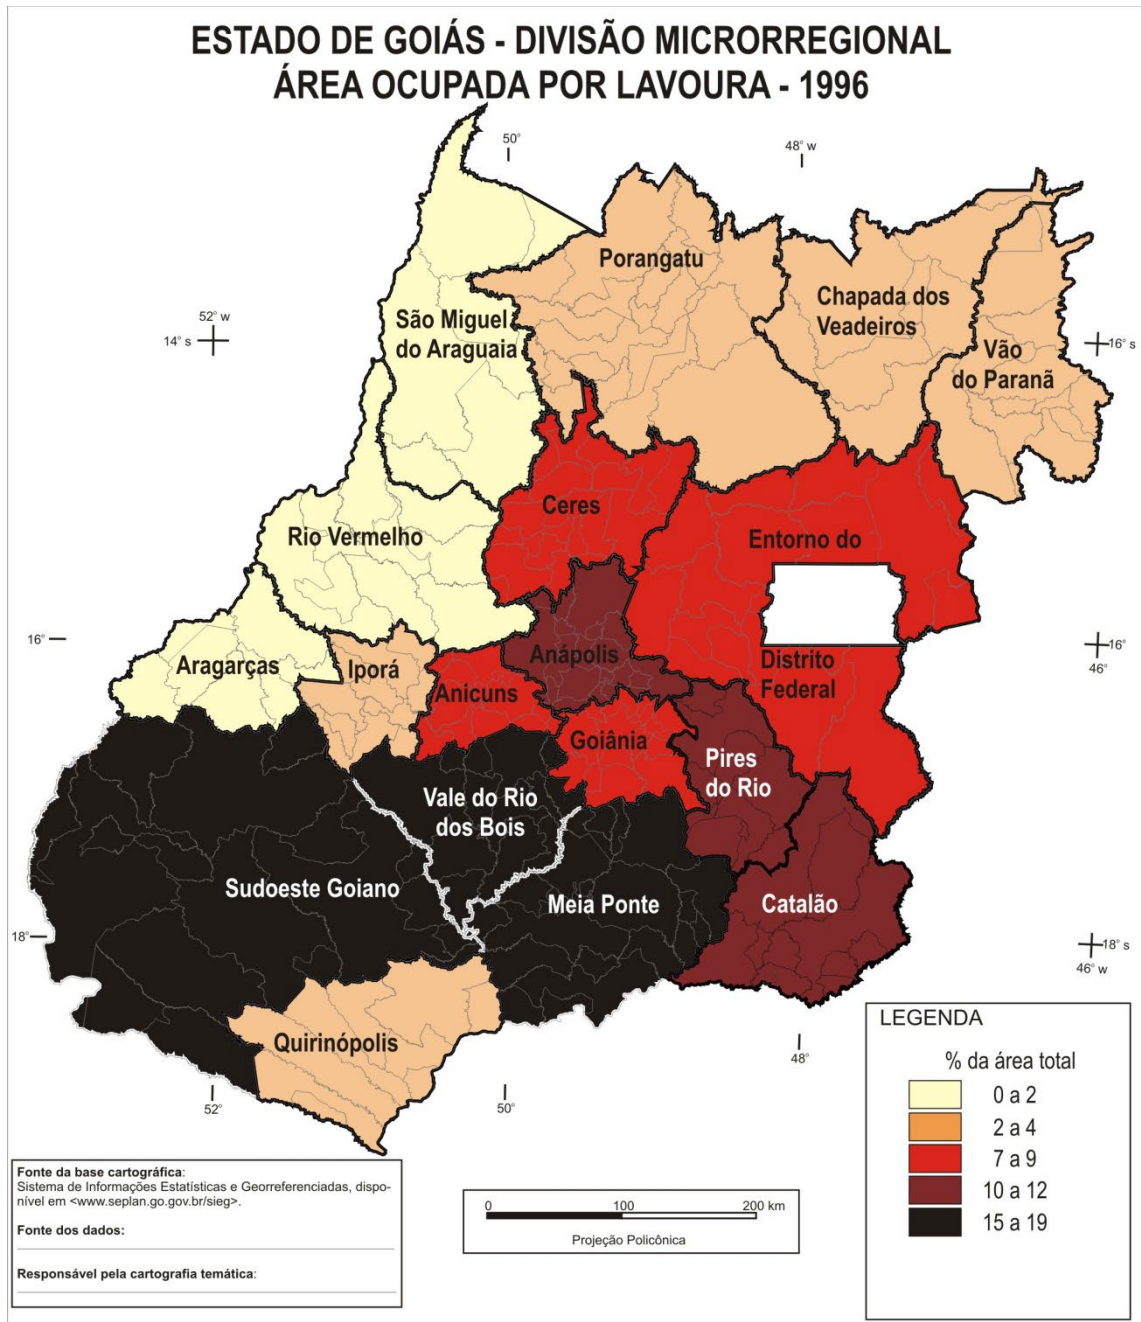 ESTADO DE GOIÁS - DIVISÃO MICRORREGIONAL
ÁREA OCUPADA POR LAVOURA - 1996
50°
48° w
Porangatu
Chapada dos
Veadeiros
São Miguel
do Araguaia
52° w
14° s
16° s
Vão
do Paranã
Ceres
Rio Vermelho
Entorno do
16°
16°
46°
Aragarças
Iporá
Anápolis
Distrito
Federal
Anicuns
Goiânia
Pires
do Rio
Vale do Rio
dos Bois
Sudoeste Goiano
Meia Ponte
Catalão
18°
18° s
46° w
Quirinópolis
48°
52°
50°
LEGENDA
% da área total
0 a 2
2 a 4
7 a 9
10 a 12
15 a 19
Fonte da base cartográfica:
Sistema de Informações Estatísticas e Georreferenciadas, dispo-
nível em <www.seplan.go.gov.br/sieg>.
Fonte dos dados:
Responsável pela cartografia temática:
0 100 200 km
Projeção Policônica